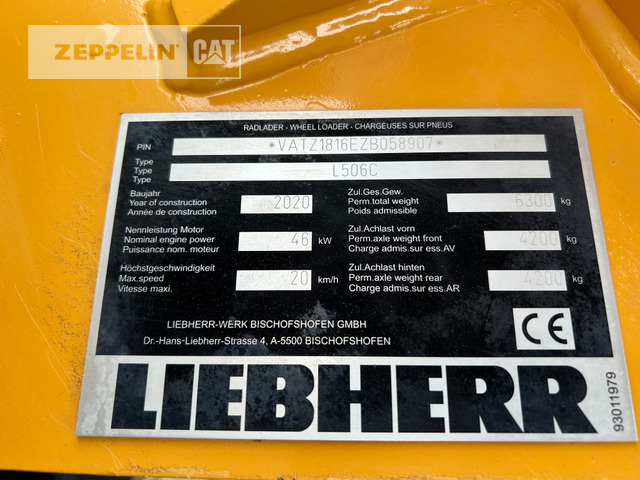 ZEPPELIN CAT
RADLADER - WHEEL LOADER - CHARGEUSES SUR PNEUS
PIN *VATZ1816EZB058907*
Type
Type L506C
Type
Baujahr
Year of construction 2020
Année de construction
Zul.Ges.Gew.
Perm.total weight 6300 kg
Poids admissible
Nennleistung Motor
Nominal engine power 46 kW
Puissance nom. moteur
Zul.Achlast vorn
Perm.axle weight front 4200 kg
Charge admis.sur ess.AV
Höchstgeschwindigkeit
Max.speed 20 km/h
Vitesse maxi.
Zul.Achlast hinten
Perm.axle weight rear 4200 kg
Charge admis.sur ess.AR
LIEBHERR-WERK BISCHOFSHOFEN GMBH
Dr.-Hans-Liebherr-Strasse 4, A-5500 BISCHOFSHOFEN
CE
LIEBHERR
93011979